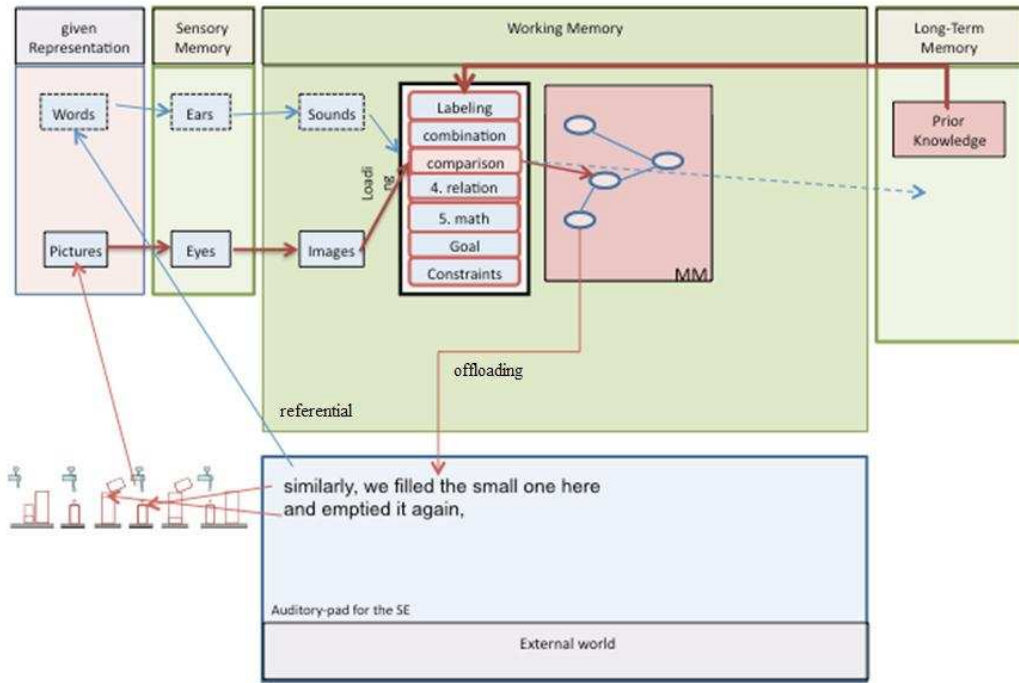 given
Representation
Sensory
Memory
Working Memory
Long-Term
Memory
Words
Ears
Sounds
Labeling
combination
comparison
4. relation
5. math
Goal
Constraints
Loadi
ng
Prior
Knowledge
Pictures
Eyes
Images
MM
offloading
referential
similarly, we filled the small one here
and emptied it again,
Auditory-pad for the SE
External world